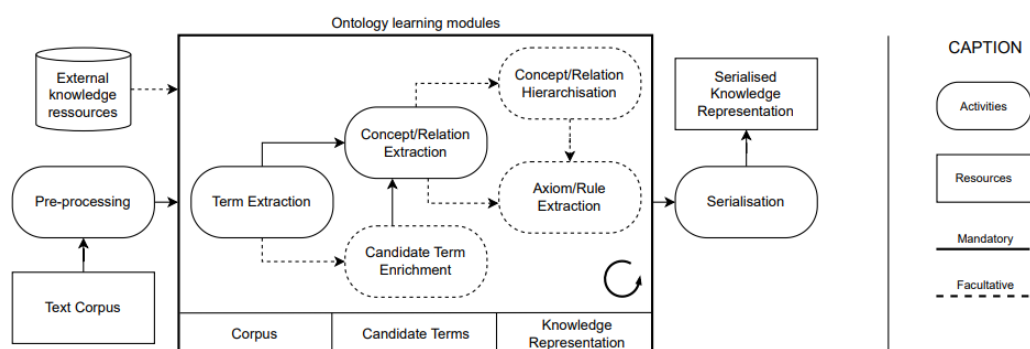 Ontology learning modules
External
knowledge
ressources
Pre-processing
Text Corpus
Term Extraction
Concept/Relation
Extraction
Candidate Term
Enrichment
Concept/Relation
Hierarchisation
Axiom/Rule
Extraction
Corpus
Candidate Terms
Knowledge
Representation
Serialised
Knowledge
Representation
Serialisation
CAPTION
Activities
Resources
Mandatory
Facultative